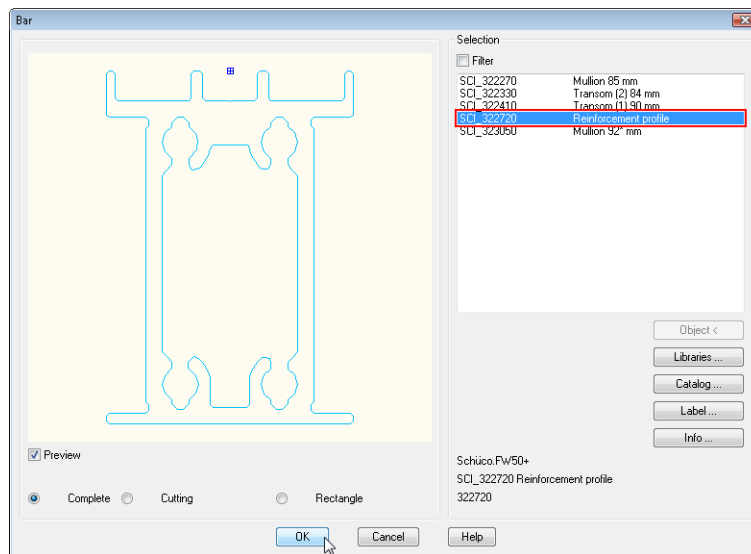 Bar
Selection
Filter
SCI_322270 Mullion 85 mm
SCI_322330 Transom (2) 84 mm
SCI_322410 Transom (1) 90 mm
SCI_322720 Reinforcement profile
SCI_323050 Mullion 92° mm
Object <
Libraries ...
Catalog ...
Label ...
Info ...
Preview
Schüco.FW50+
SCI_322720 Reinforcement profile
322720
Complete Cutting Rectangle
OK Cancel Help